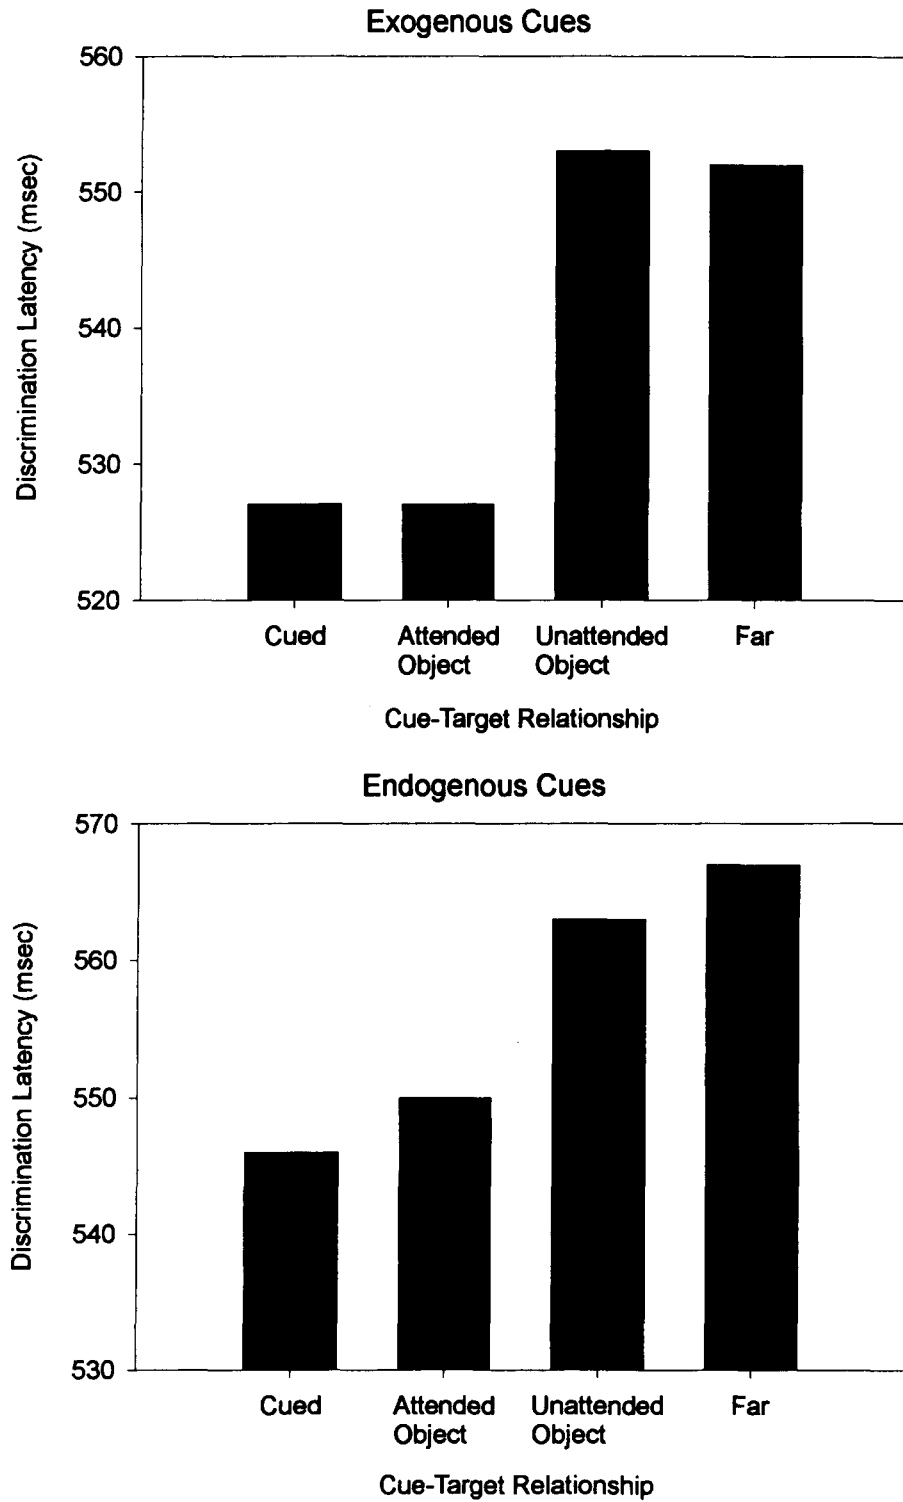 Exogenous Cues
560
550
540
530
520
Discrimination Latency (msec)
Cued
Attended
Object
Unattended
Object
Far
Cue-Target Relationship
Endogenous Cues
570
560
550
540
530
Discrimination Latency (msec)
Cued
Attended
Object
Unattended
Object
Far
Cue-Target Relationship